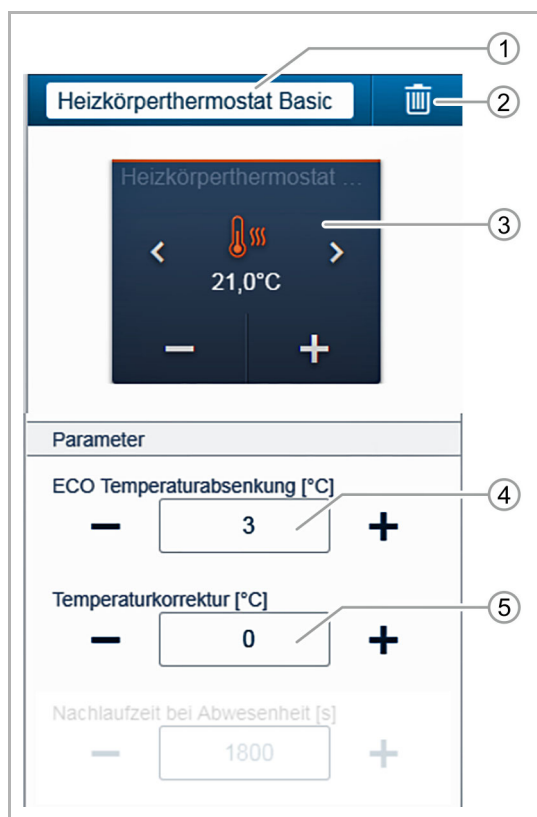 1
Heizkörperthermostat Basic
2
Heizkörperthermostat ...
3
21,0°C
Parameter
ECO Temperaturabsenkung [°C]
4
3
Temperaturkorrektur [°C]
5
0
Nachlaufzeit bei Abwesenheit [s]
1800